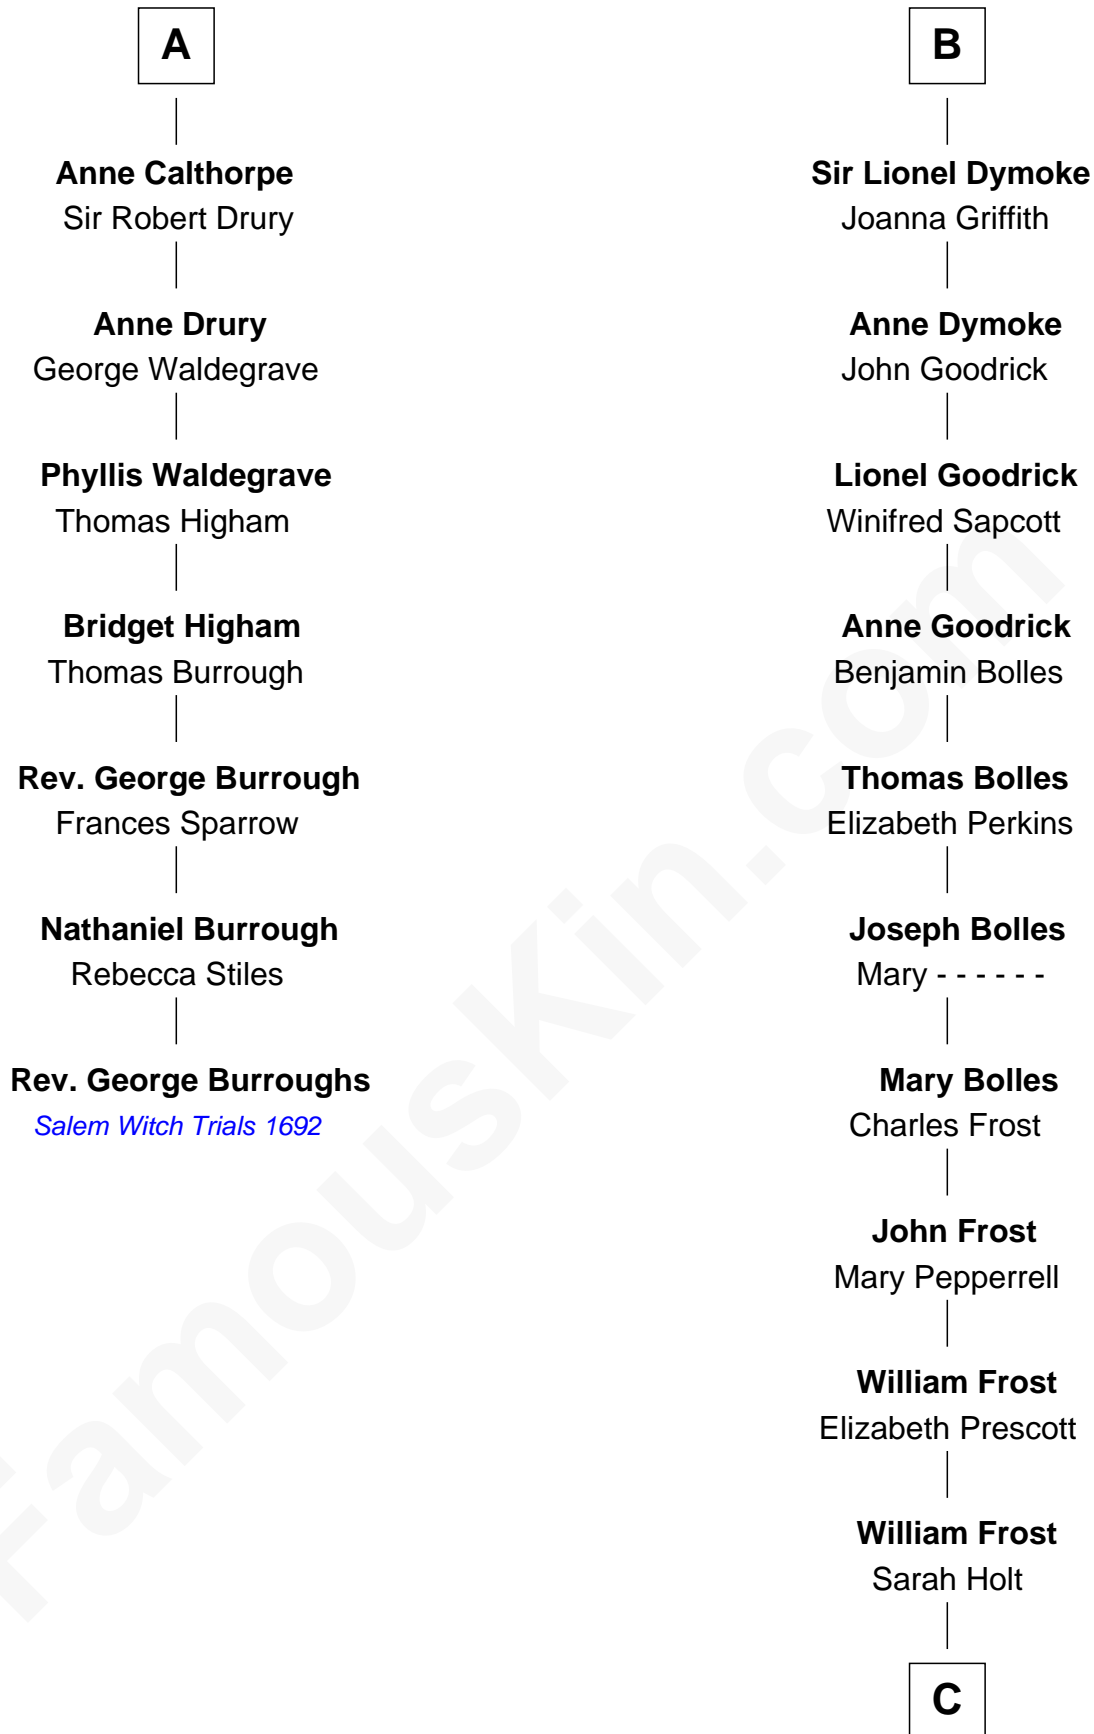 A
Anne Calthorpe
Sir Robert Drury
Anne Drury
George Waldegrave
Phyllis Waldegrave
Thomas Higham
Bridget Higham
Thomas Burrough
Rev. George Burrough
Frances Sparrow
Nathaniel Burrough
Rebecca Stiles
Rev. George Burroughs
Salem Witch Trials 1692
B
Sir Lionel Dymoke
Joanna Griffith
Anne Dymoke
John Goodrick
Lionel Goodrick
Winifred Sapcott
Anne Goodrick
Benjamin Bolles
Thomas Bolles
Elizabeth Perkins
Joseph Bolles
Mary - - - - - -
Mary Bolles
Charles Frost
John Frost
Mary Pepperrell
William Frost
Elizabeth Prescott
William Frost
Sarah Holt
C
FamousKin.com